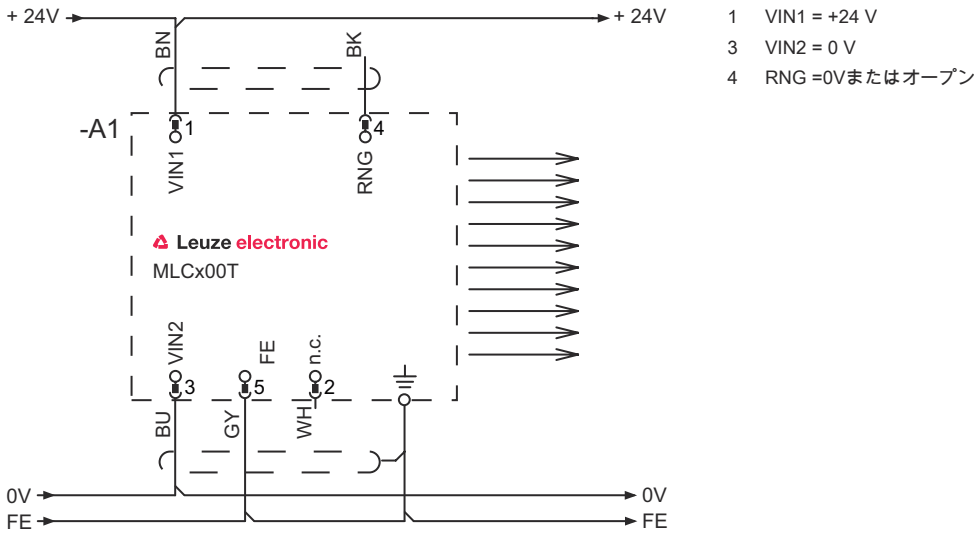 + 24V
+ 24V
1 VIN1 = +24 V
3 VIN2 = 0 V
4 RNG =0Vまたはオープン
BN
BK
-A1
1
4
VIN1
RNG
Leuze electronic
MLCx00T
VIN2
FE
n.c.
3
5
2
BU
GY
WH
0V
0V
FE
FE